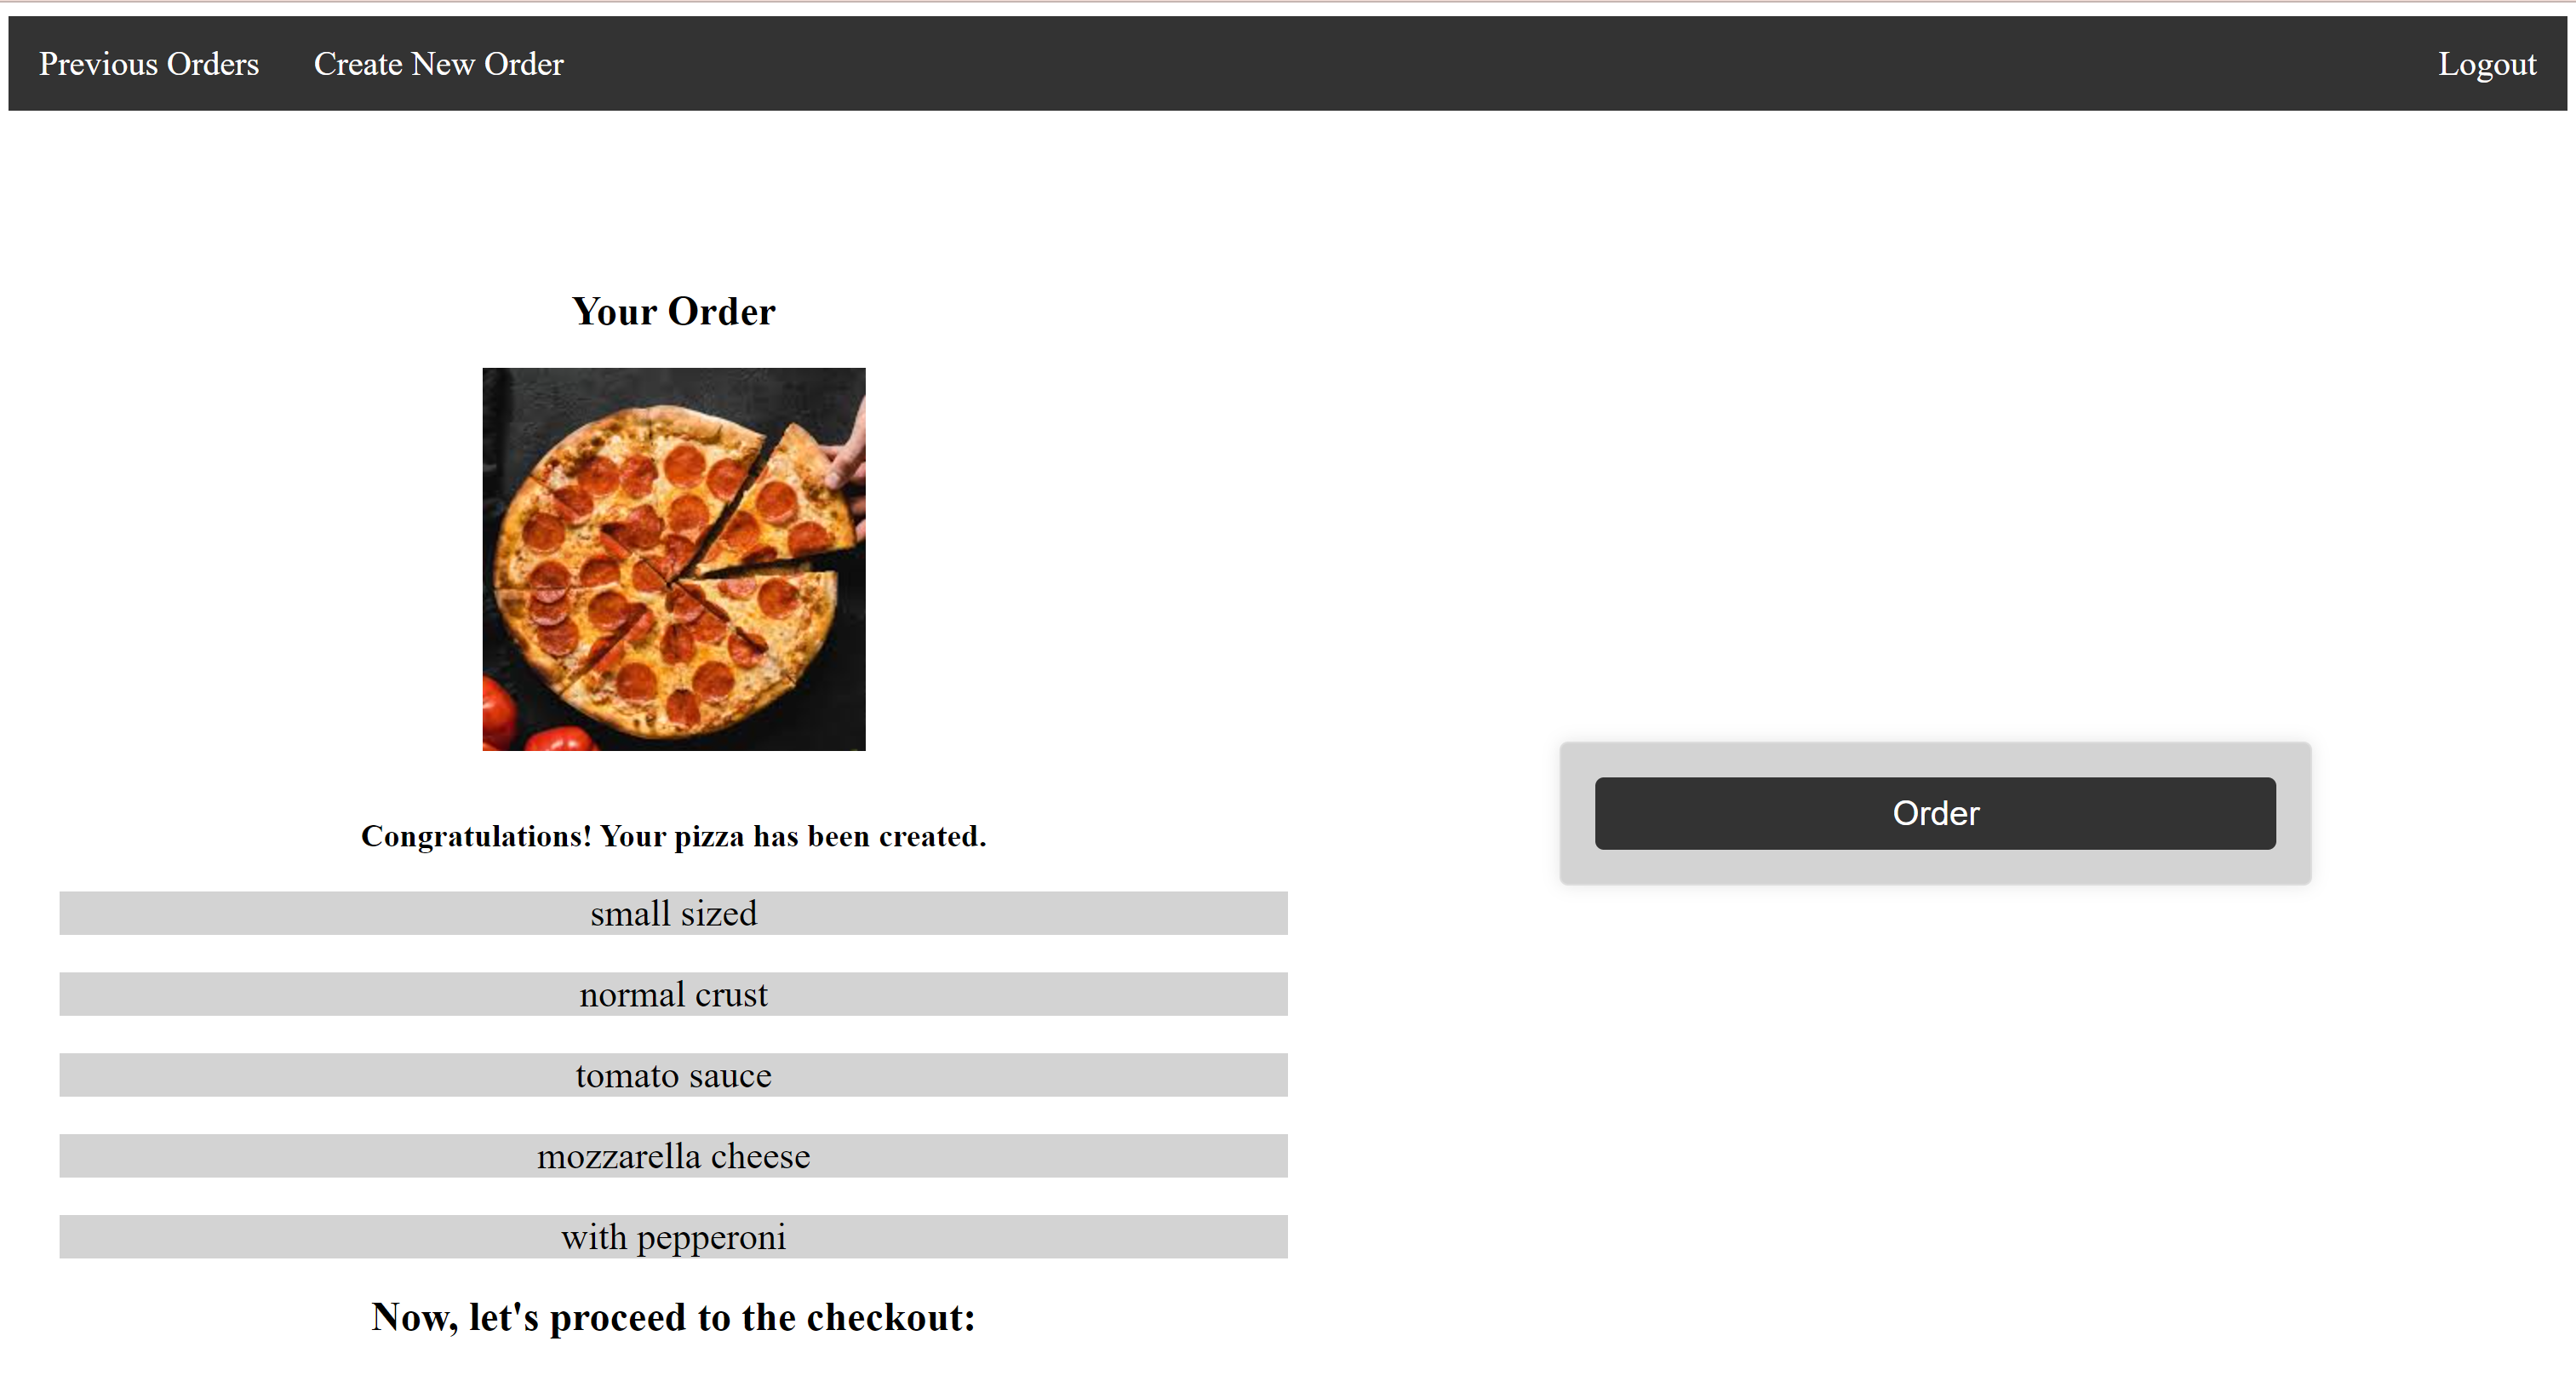 Previous Orders
Create New Order
Logout
Your Order
Congratulations! Your pizza has been created.
small sized
normal crust
tomato sauce
mozzarella cheese
with pepperoni
Now, let's proceed to the checkout:
Order